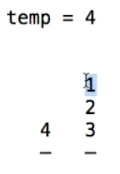 temp = 4
1
2
4 3
_ _